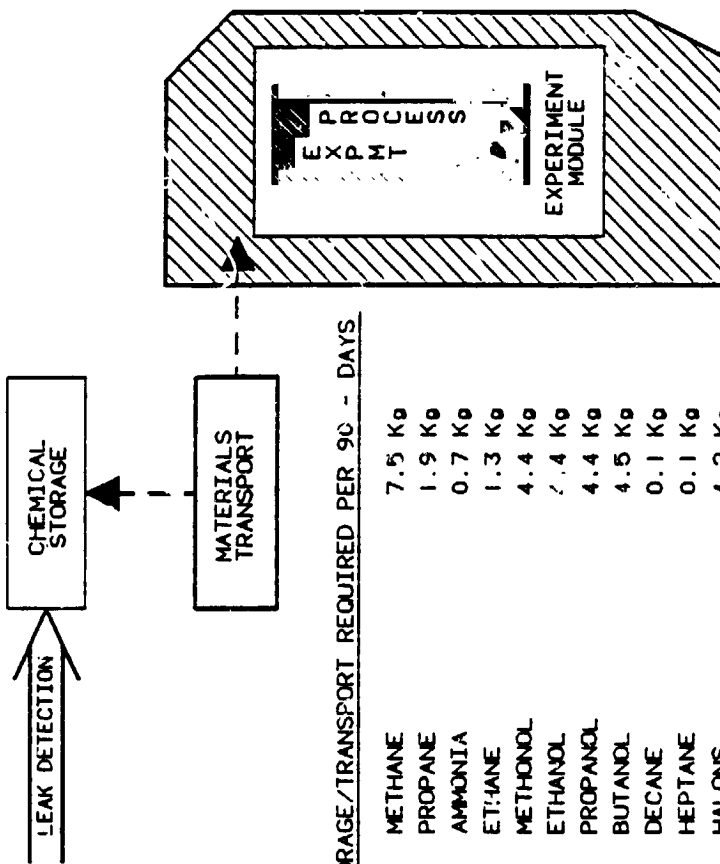 LEAK DETECTION
CHEMICAL
STORAGE
MATERIALS
TRANSPORT
EXPMT
PROCESS
EXPERIMENT
MODULE
RAGE/TRANSPORT REQUIRED PER 90 - DAYS
METHANE 7.5 Kg
PROPANE 1.9 Kg
AMMONIA 0.7 Kg
ETHANE 1.3 Kg
METHONOL 4.4 Kg
ETHANOL .4 Kg
PROPANOL 4.4 Kg
BUTANOL 4.5 Kg
DECANE 0.1 Kg
HEPTANE 0.1 Kg